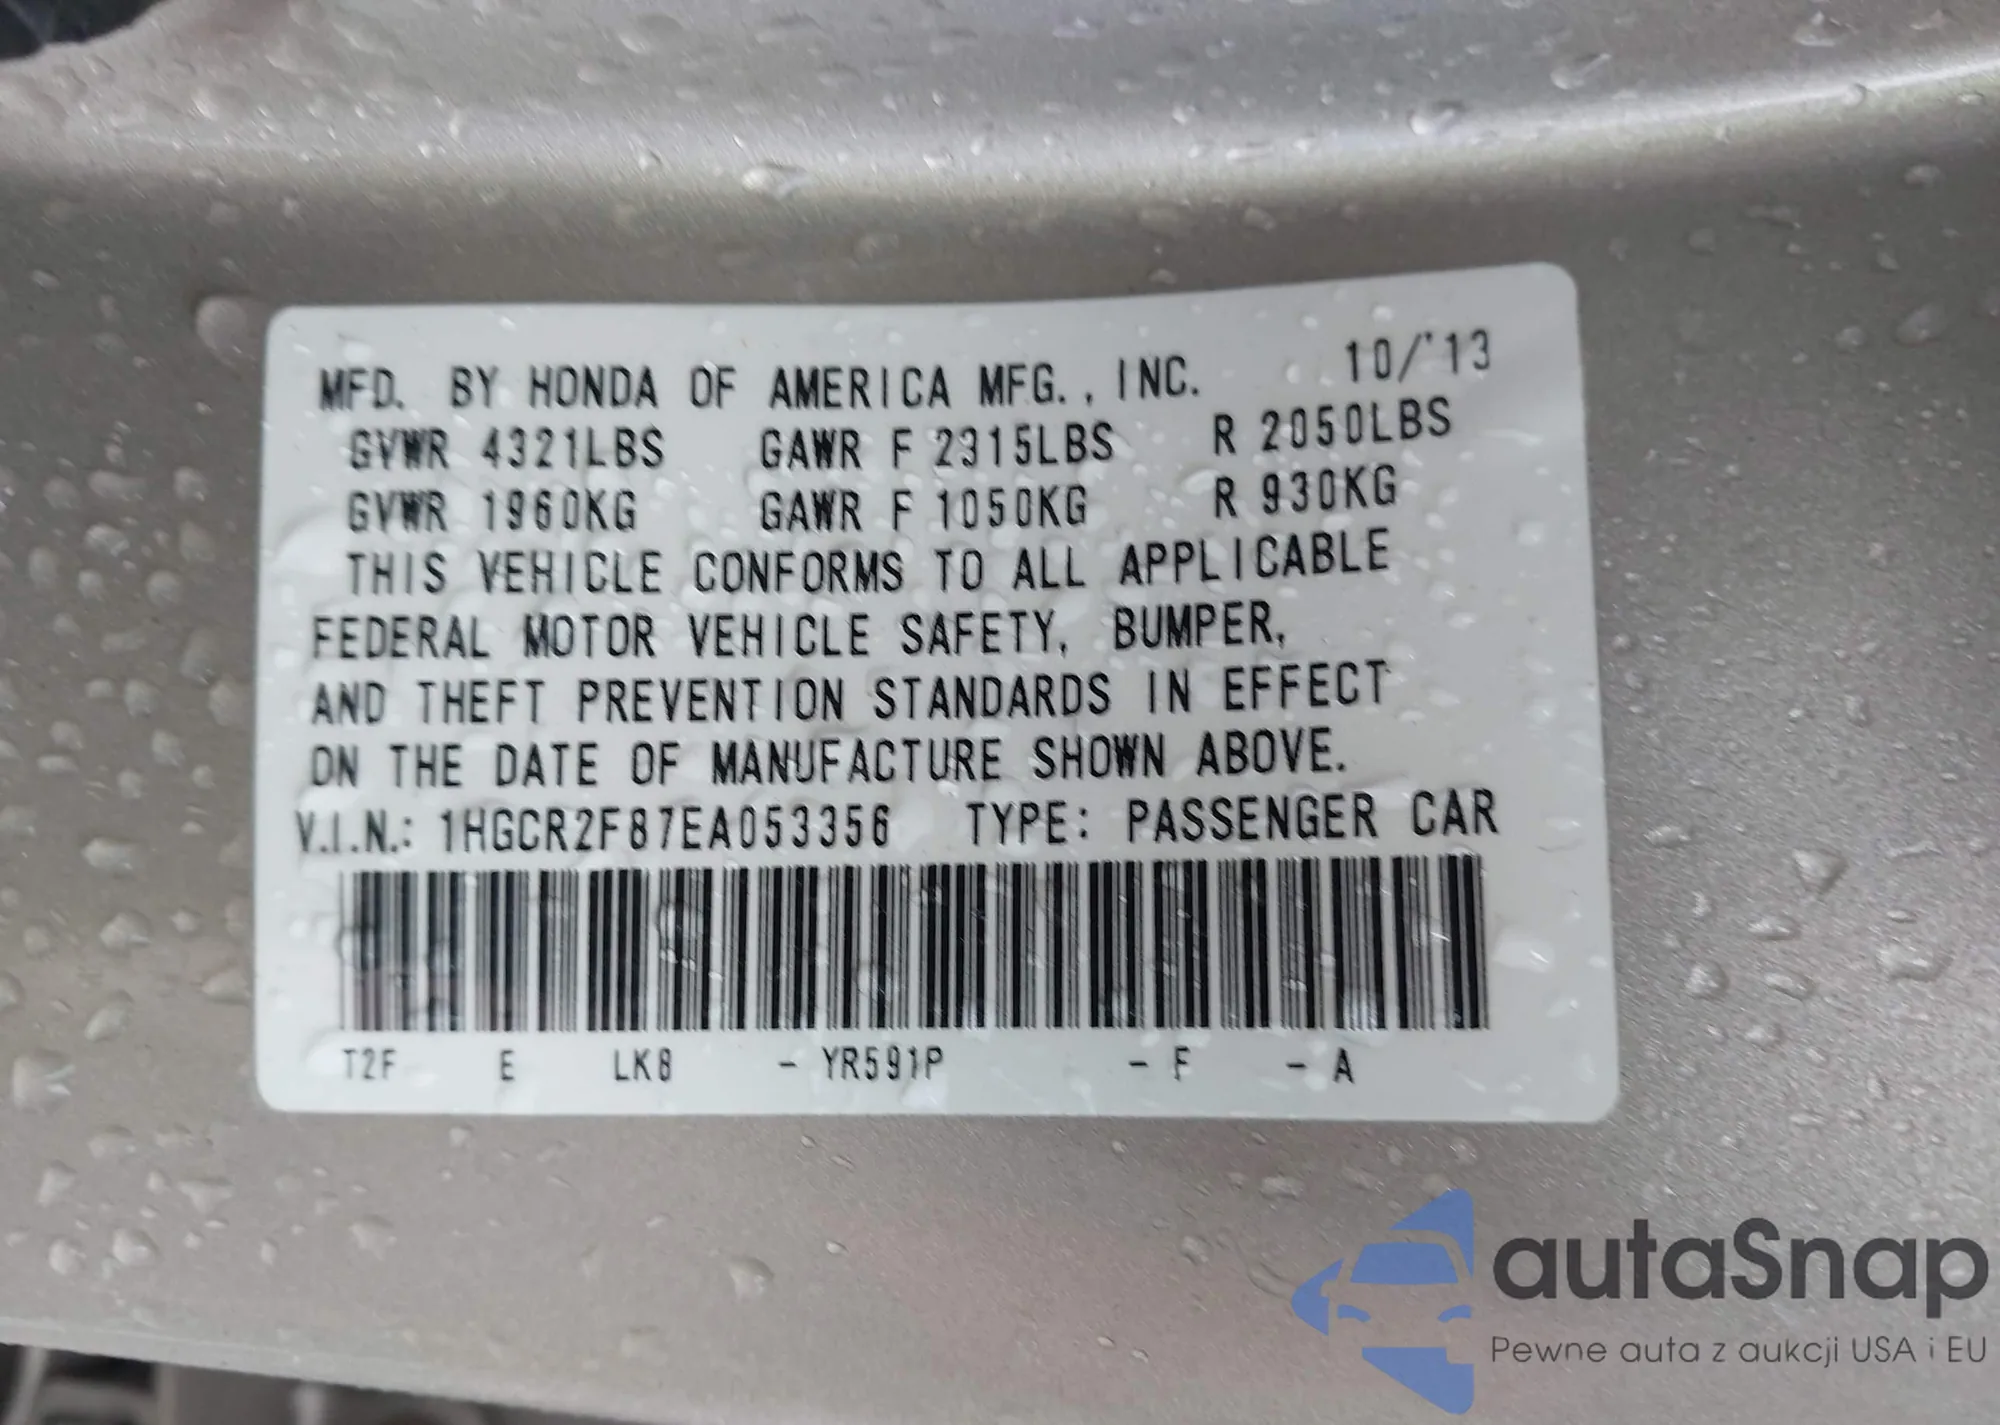 MFD. BY HONDA OF AMERICA MFG., INC. 10/'13
GVWR 4321LBS GAWR F 2315LBS R 2050LBS
GVWR 1960KG GAWR F 1050KG R 930KG
THIS VEHICLE CONFORMS TO ALL APPLICABLE
FEDERAL MOTOR VEHICLE SAFETY, BUMPER,
AND THEFT PREVENTION STANDARDS IN EFFECT
ON THE DATE OF MANUFACTURE SHOWN ABOVE.
V.I.N.: 1HGCR2F87EA053356 TYPE: PASSENGER CAR
T2F E LK8 - YR591P - F - A
autaSnap
Pewne auta z aukcji USA i EU